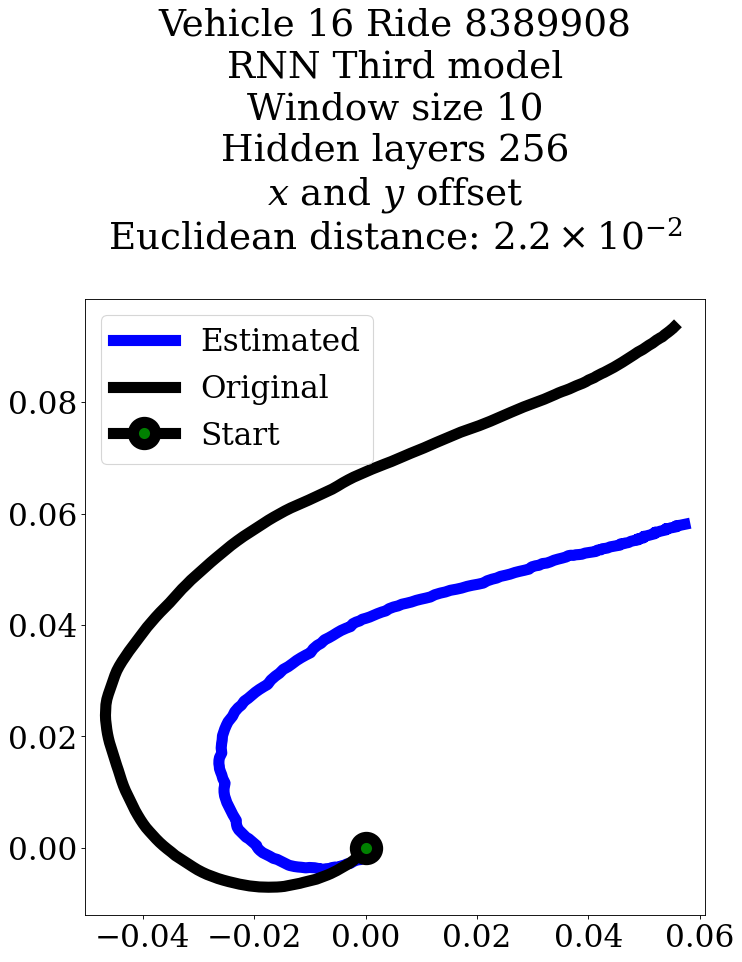 Vehicle 16 Ride 8389908
RNN Third model
Window size 10
Hidden layers 256
x and y offset
Euclidean distance: 2.2 × 10⁻²
Estimated
Original
Start
0.08
0.06
0.04
0.02
0.00
−0.04 −0.02 0.00 0.02 0.04 0.06